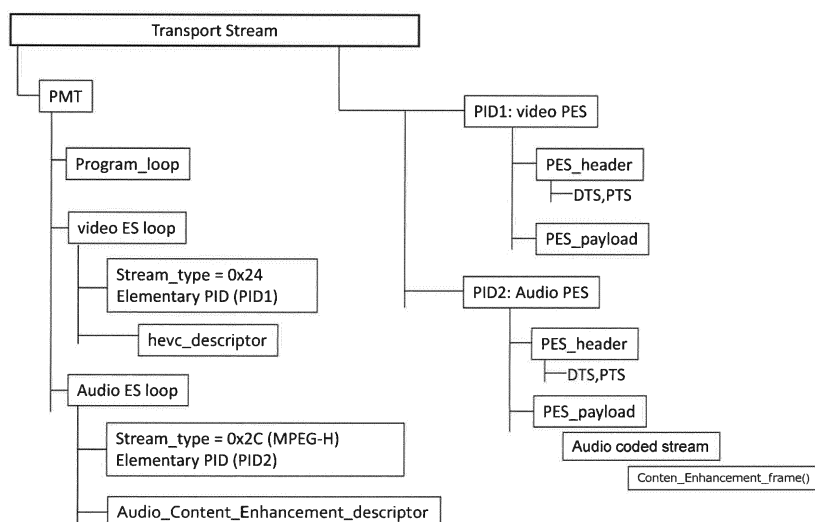 Transport Stream
PMT
Program_loop
video ES loop
Stream_type = 0x24
Elementary PID (PID1)
hevc_descriptor
Audio ES loop
Stream_type = 0x2C (MPEG-H)
Elementary PID (PID2)
Audio_Content_Enhancement_descriptor
PID1: video PES
PES_header
DTS,PTS
PES_payload
PID2: Audio PES
PES_header
DTS,PTS
PES_payload
Audio coded stream
Conten_Enhancement_frame()